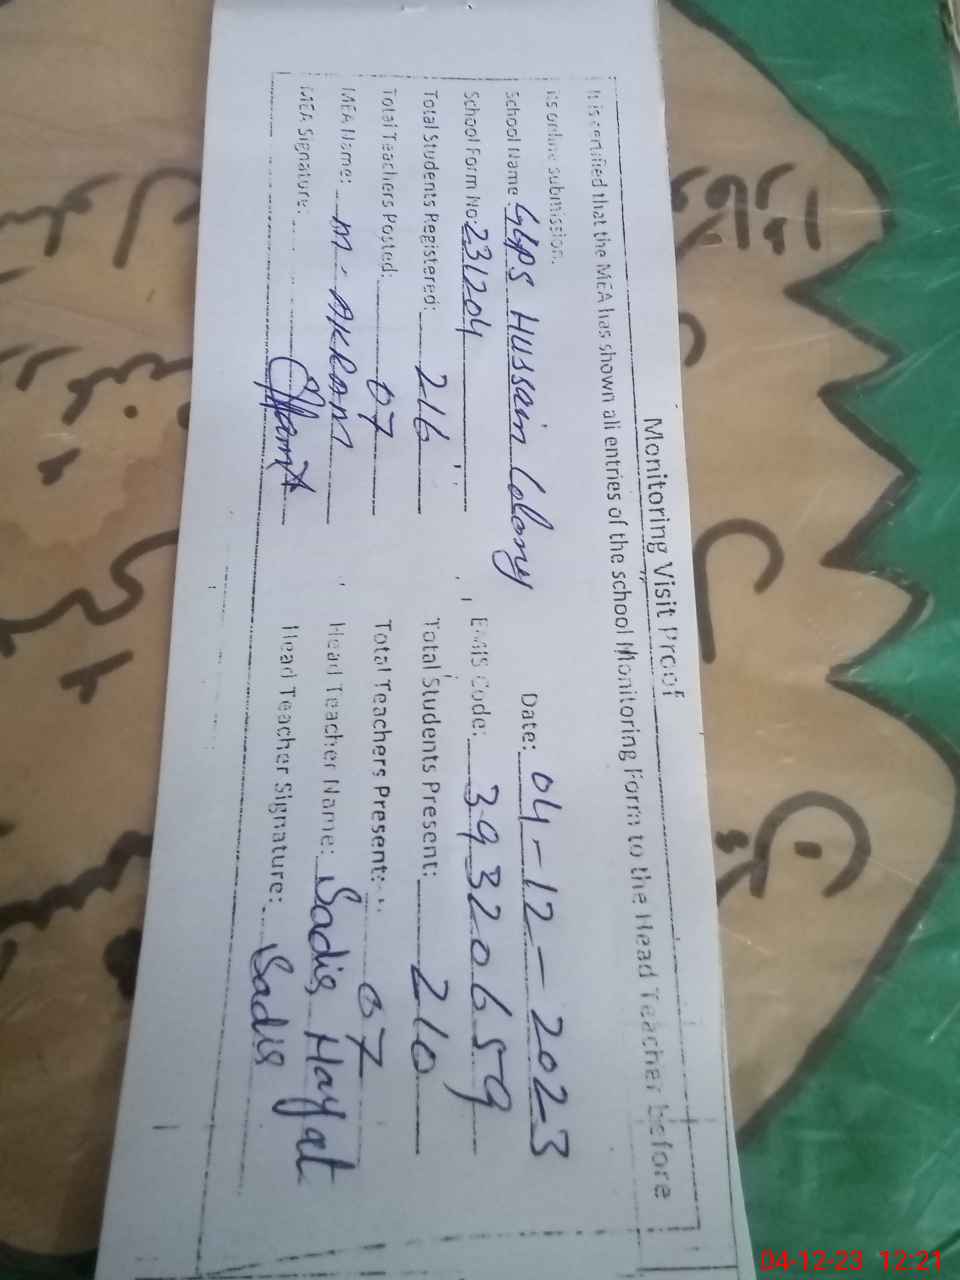 Monitoring Visit Proof
It is certified that the MEA has shown all entries of the school Monitoring Form to the Head Teacher before
its online submission.
Date: 04-12-2023
School Name: GGPS Hussain Colony
School Form No: 231204 EMIS Code: 39320659
Total Students Registered: 216 Total Students Present: 210
Total Teachers Posted: 07 Total Teachers Present: 07
MEA Name: M. AKRAM Head Teacher Name: Sadia Hayat
MEA Signature: Head Teacher Signature: Sadia
04-12-23 12:21